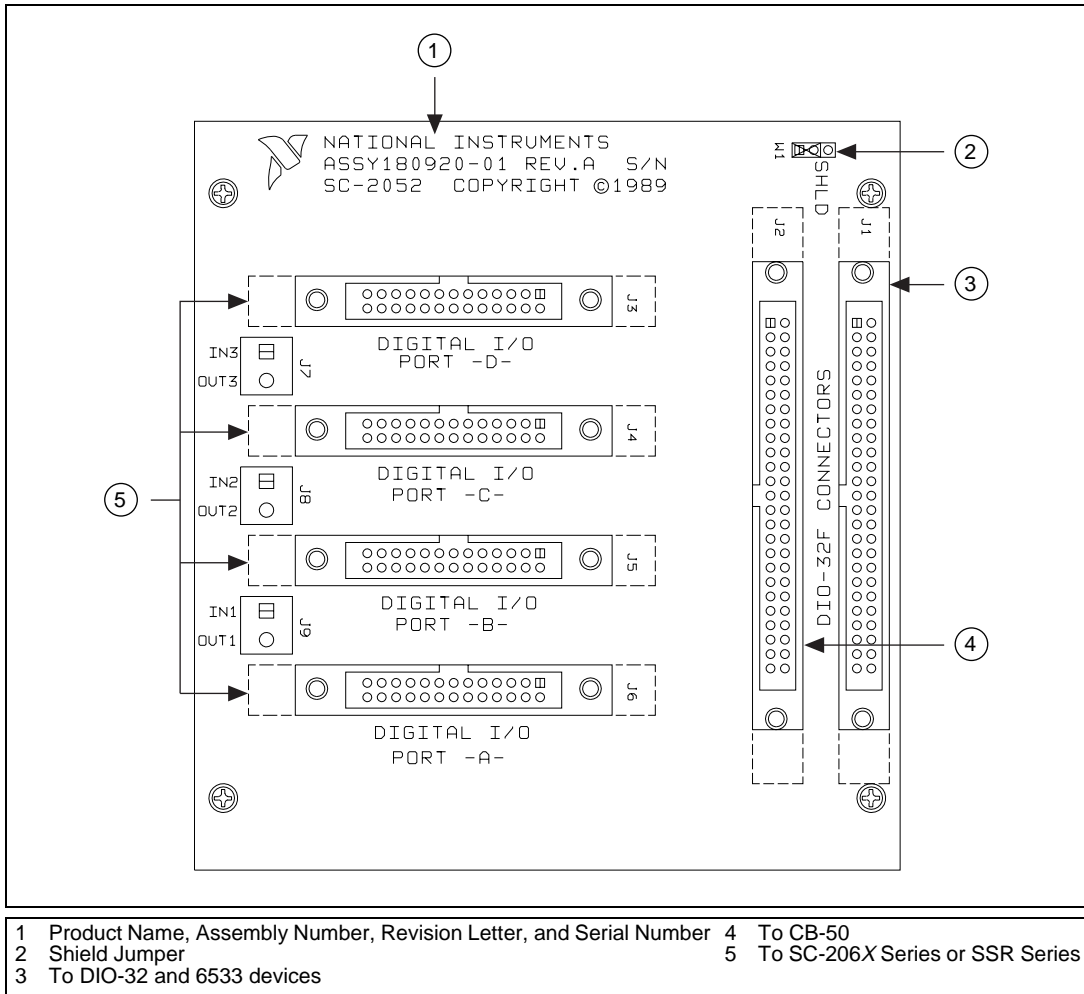 1
NATIONAL INSTRUMENTS
ASSY180920-01 REV.A S/N
SC-2052 COPYRIGHT ©1989
W1
SHLD
2
J2
J1
3
J3
DIGITAL I/O
PORT -D-
IN3
OUT3
J7
J4
DIGITAL I/O
PORT -C-
IN2
OUT2
J8
5
J5
DIGITAL I/O
PORT -B-
IN1
OUT1
J9
J6
DIGITAL I/O
PORT -A-
DIO-32F CONNECTORS
4
1 Product Name, Assembly Number, Revision Letter, and Serial Number
2 Shield Jumper
3 To DIO-32 and 6533 devices
4 To CB-50
5 To SC-206X Series or SSR Series